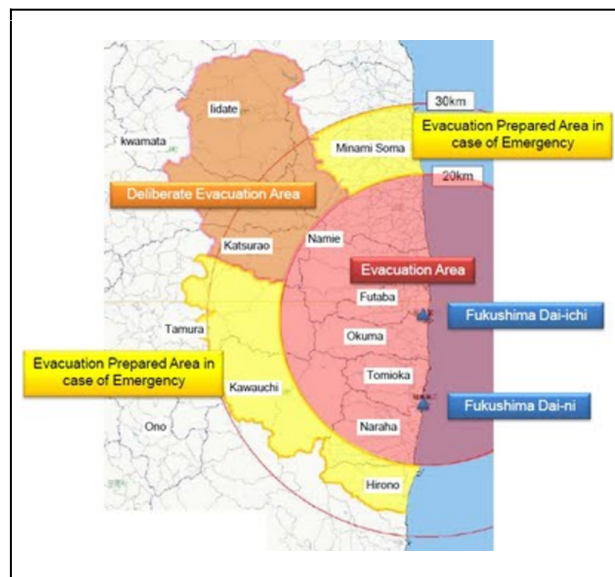 30km
Iidate
Evacuation Prepared Area in
case of Emergency
kwamata
Minami Soma
20km
Deliberate Evacuation Area
Namie
Katsurao
Evacuation Area
Futaba
Fukushima Dai-ichi
Tamura
Okuma
Evacuation Prepared Area in
case of Emergency
Tomioka
Kawauchi
Fukushima Dai-ni
Ono
Naraha
Hirono